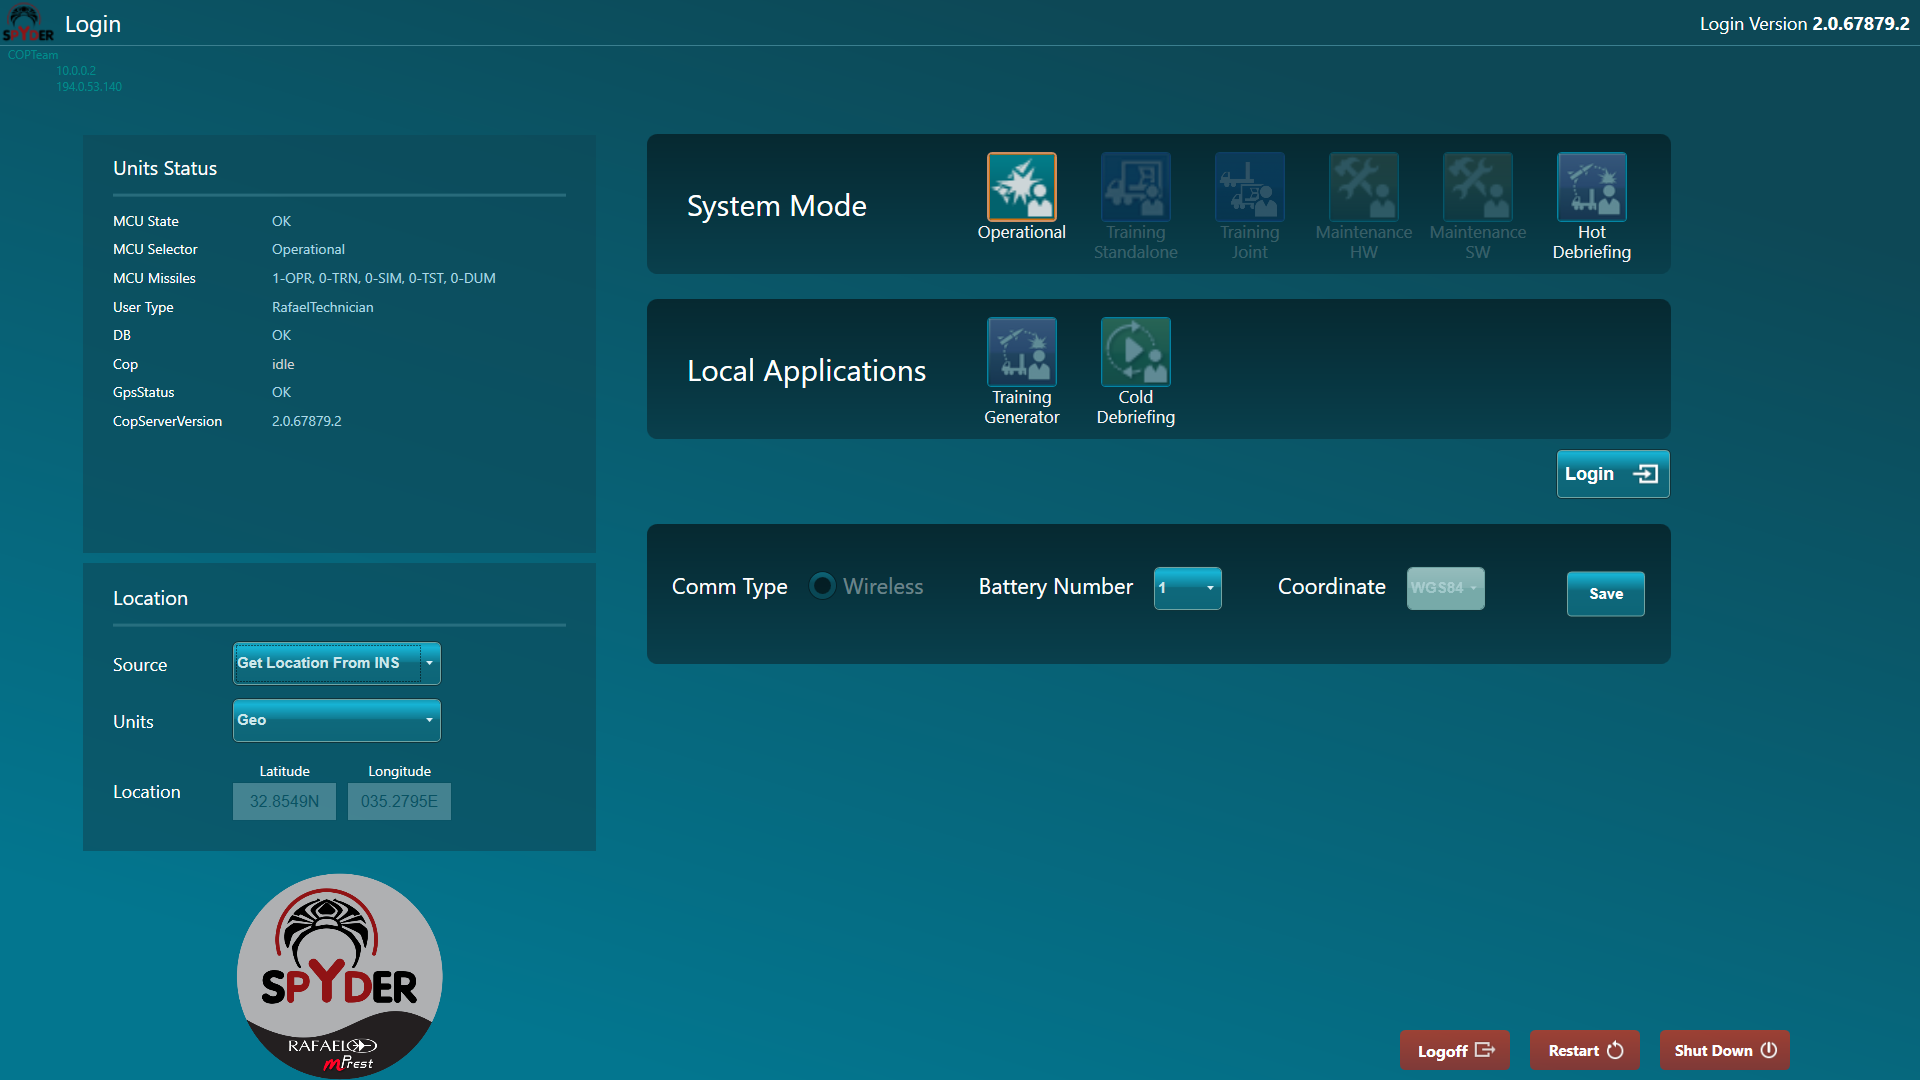 SPYDER Login
Login Version 2.0.67879.2
COPTeam
10.0.0.2
194.0.53.140
Units Status
MCU State OK
MCU Selector Operational
MCU Missiles 1-OPR, 0-TRN, 0-SIM, 0-TST, 0-DUM
User Type RafaelTechnician
DB OK
Cop idle
GpsStatus OK
CopServerVersion 2.0.67879.2
Location
Source Get Location From INS
Units Geo
Latitude Longitude
Location 32.8549N 035.2795E
SPYDER
RAFAEL
mPrest
System Mode
Operational
Training
Standalone
Training
Joint
Maintenance
HW
Maintenance
SW
Hot
Debriefing
Local Applications
Training
Generator
Cold
Debriefing
Login
Comm Type Wireless Battery Number 1 Coordinate WGS84 Save
Logoff Restart Shut Down